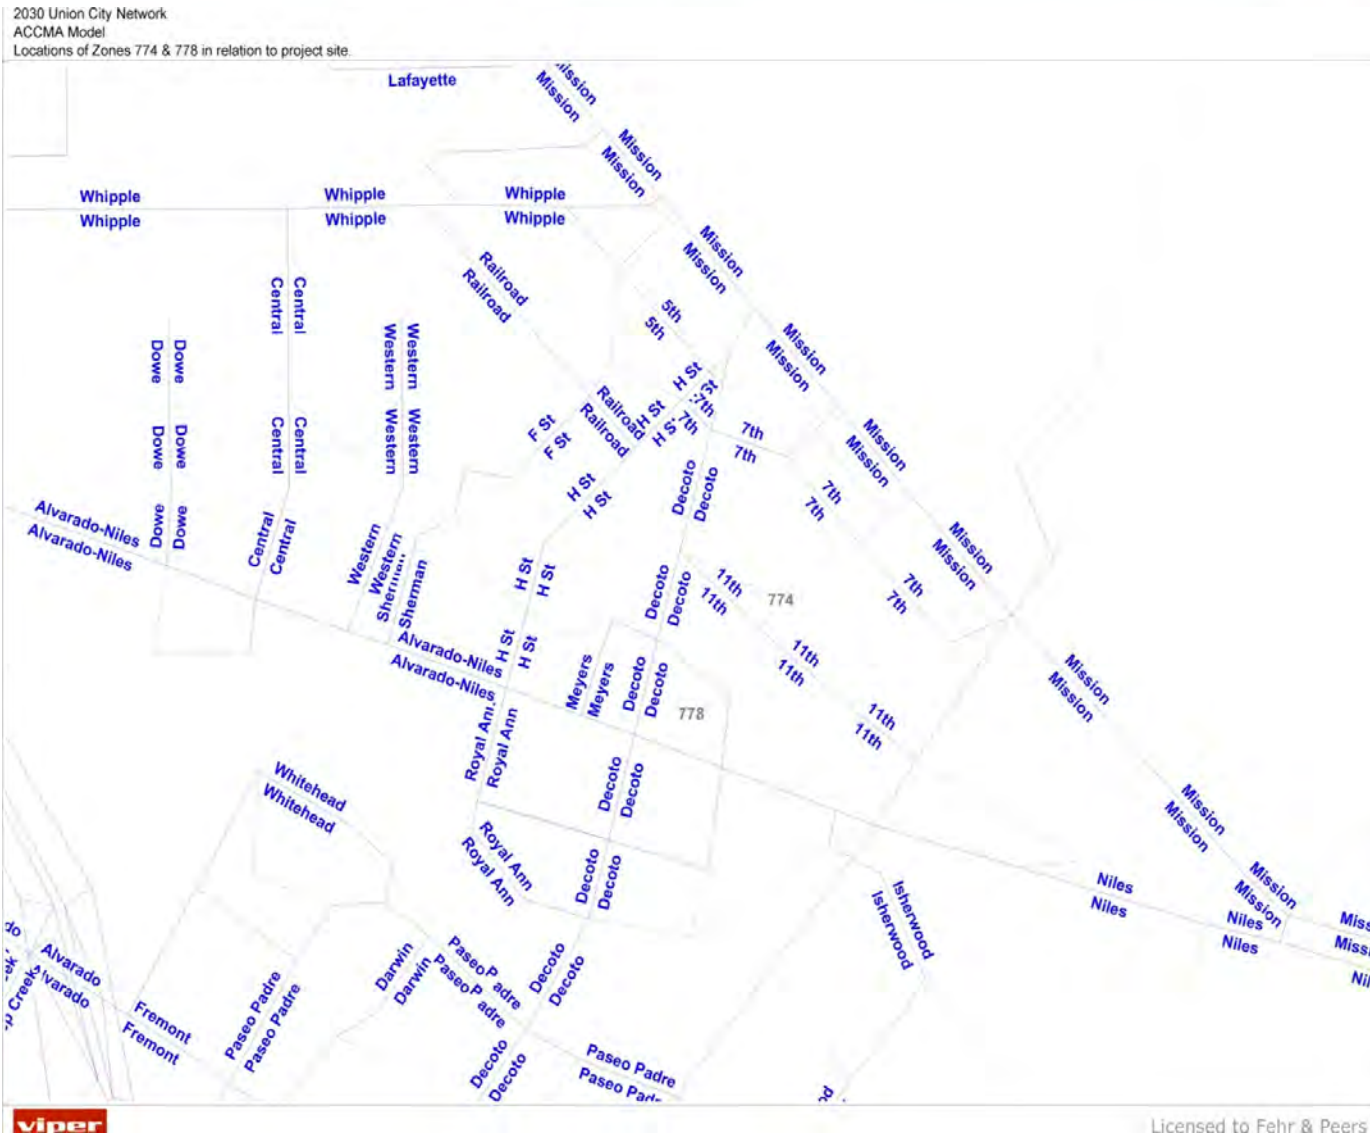 2030 Union City Network
ACCMA Model
Locations of Zones 774 & 778 in relation to project site.
Lafayette
Mission
Mission
Mission
Mission
Whipple
Whipple
Whipple
Whipple
Whipple
Whipple
Mission
Mission
Railroad
Railroad
Central
Central
5th
5th
Mission
Mission
Dowe
Dowe
Western
Western
H St
St
Railroad
Railroad
H St
H St
7th
7th
F St
F St
7th
7th
Mission
Mission
Dowe
Dowe
Central
Central
Western
Western
H St
H St
Decoto
Decoto
7th
7th
Alvarado-Niles
Alvarado-Niles
Dowe
Dowe
Central
Central
Western
Western
Sherman
H St
H St
Decoto
Decoto
11th
11th
774
7th
7th
Mission
Mission
Alvarado-Niles
Alvarado-Niles
H St
H St
Meyers
Meyers
Decoto
Decoto
11th
11th
Mission
Mission
778
11th
11th
Royal Ann
Royal Ann
Whitehead
Whitehead
Decoto
Decoto
Mission
Mission
Royal Ann
Royal Ann
Decoto
Decoto
Isherwood
Isherwood
Niles
Niles
Mission
Mission
Niles
Niles
Alvarado
Alvarado
Fremont
Fremont
Paseo Padre
Paseo Padre
Darwin
Darwin
Paseo Padre
Paseo Padre
Decoto
Decoto
Decoto
Decoto
Paseo Padre
Paseo Padre
Creek
viper
Licensed to Fehr & Peers